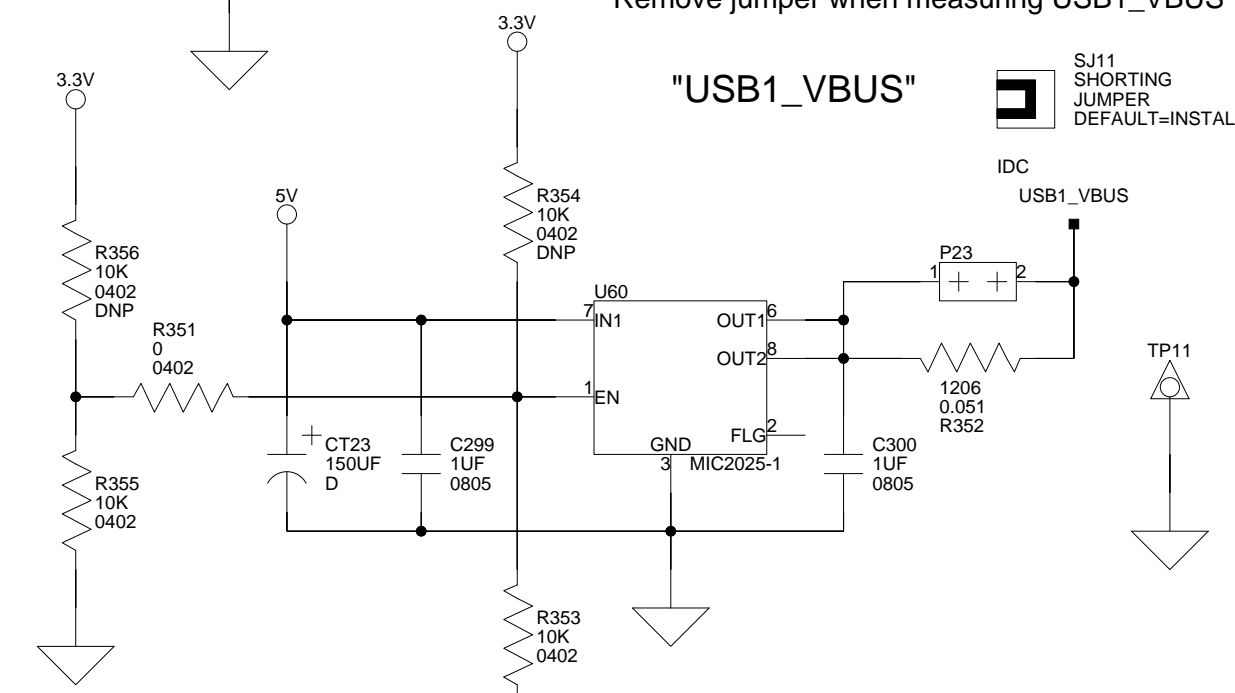 Remove jumper when measuring USB1_VBUS
3.3V
3.3V
"USB1_VBUS"
SJ11
SHORTING
JUMPER
DEFAULT=INSTAL
IDC
USB1_VBUS
5V
R354
10K
0402
DNP
R356
10K
0402
DNP
P23
1
2
U60
7
IN1
OUT1
6
OUT2
8
1
EN
FLG
2
GND
3
MIC2025-1
R351
0
0402
TP11
1206
0.051
R352
CT23
150UF
D
C299
1UF
0805
C300
1UF
0805
R355
10K
0402
R353
10K
0402